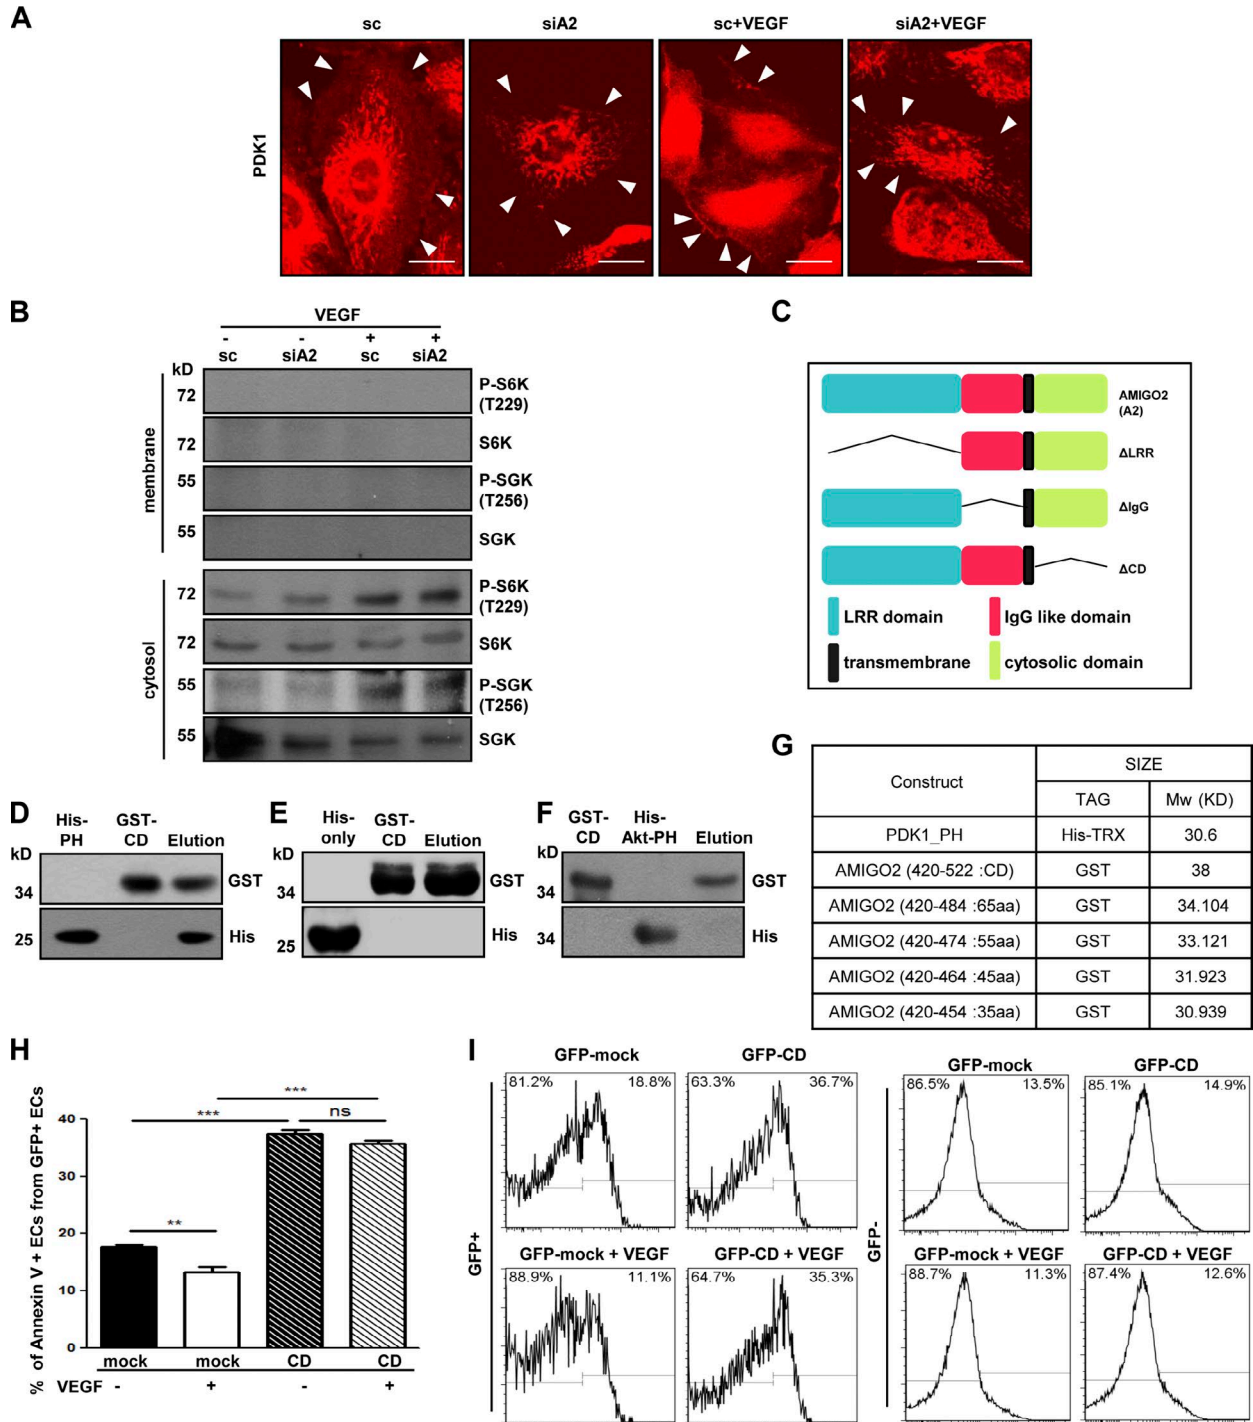 A
sc siA2 sc+VEGF siA2+VEGF
PDK1
B
VEGF
- - + +
kD sc siA2 sc siA2
membrane
72 P-S6K
(T229)
72 S6K
55 P-SGK
(T256)
55 SGK
cytosol
72 P-S6K
(T229)
72 S6K
55 P-SGK
(T256)
55 SGK
C
AMIGO2
(A2)
ΔLRR
ΔIgG
ΔCD
LRR domain IgG like domain
transmembrane cytosolic domain
D
His- GST-
PH CD Elution
kD
34 GST
25 His
E
His- GST-
only CD Elution
kD
34 GST
25 His
F
GST- His-
CD Akt-PH Elution
kD
34 GST
34 His
G
Construct SIZE
TAG Mw (KD)
PDK1_PH His-TRX 30.6
AMIGO2 (420-522 :CD) GST 38
AMIGO2 (420-484 :65aa) GST 34.104
AMIGO2 (420-474 :55aa) GST 33.121
AMIGO2 (420-464 :45aa) GST 31.923
AMIGO2 (420-454 :35aa) GST 30.939
H
% of Annexin V + ECs from GFP+ ECs
***
*** ns
**
40
30
20
10
0
mock mock CD CD
VEGF - + - +
I
GFP+
GFP-mock GFP-CD
81.2% 18.8% 63.3% 36.7%
GFP-mock + VEGF GFP-CD + VEGF
88.9% 11.1% 64.7% 35.3%
GFP-
GFP-mock GFP-CD
86.5% 13.5% 85.1% 14.9%
GFP-mock + VEGF GFP-CD + VEGF
88.7% 11.3% 87.4% 12.6%